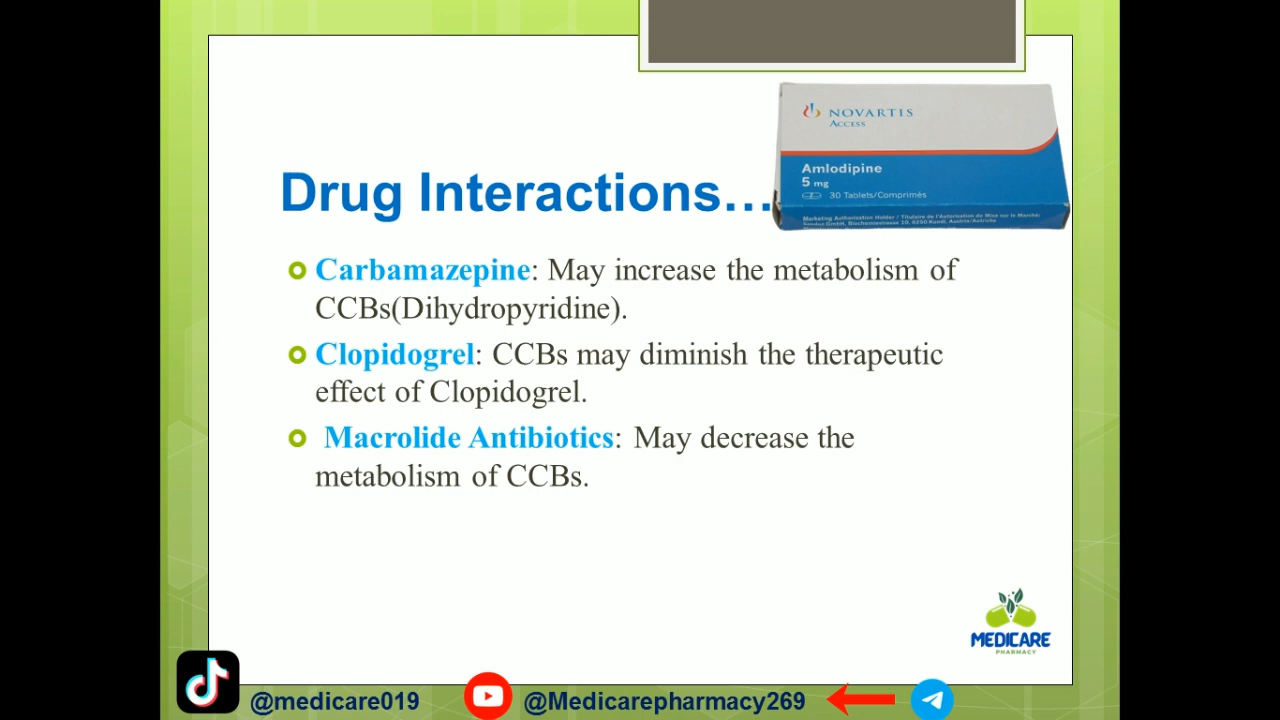 NOVARTIS
ACCESS
Amlodipine
5 mg
30 Tablets/Comprimés
Marketing Authorisation Holder / Titulaire de l'Autorisation de Mise sur le Marché:
Sandoz GmbH, Biochemiestrasse 10, 6250 Kundl, Austria/Autriche
Drug Interactions…
Carbamazepine: May increase the metabolism of
CCBs(Dihydropyridine).
Clopidogrel: CCBs may diminish the therapeutic
effect of Clopidogrel.
Macrolide Antibiotics: May decrease the
metabolism of CCBs.
MEDICARE
PHARMACY
@medicare019
@Medicarepharmacy269